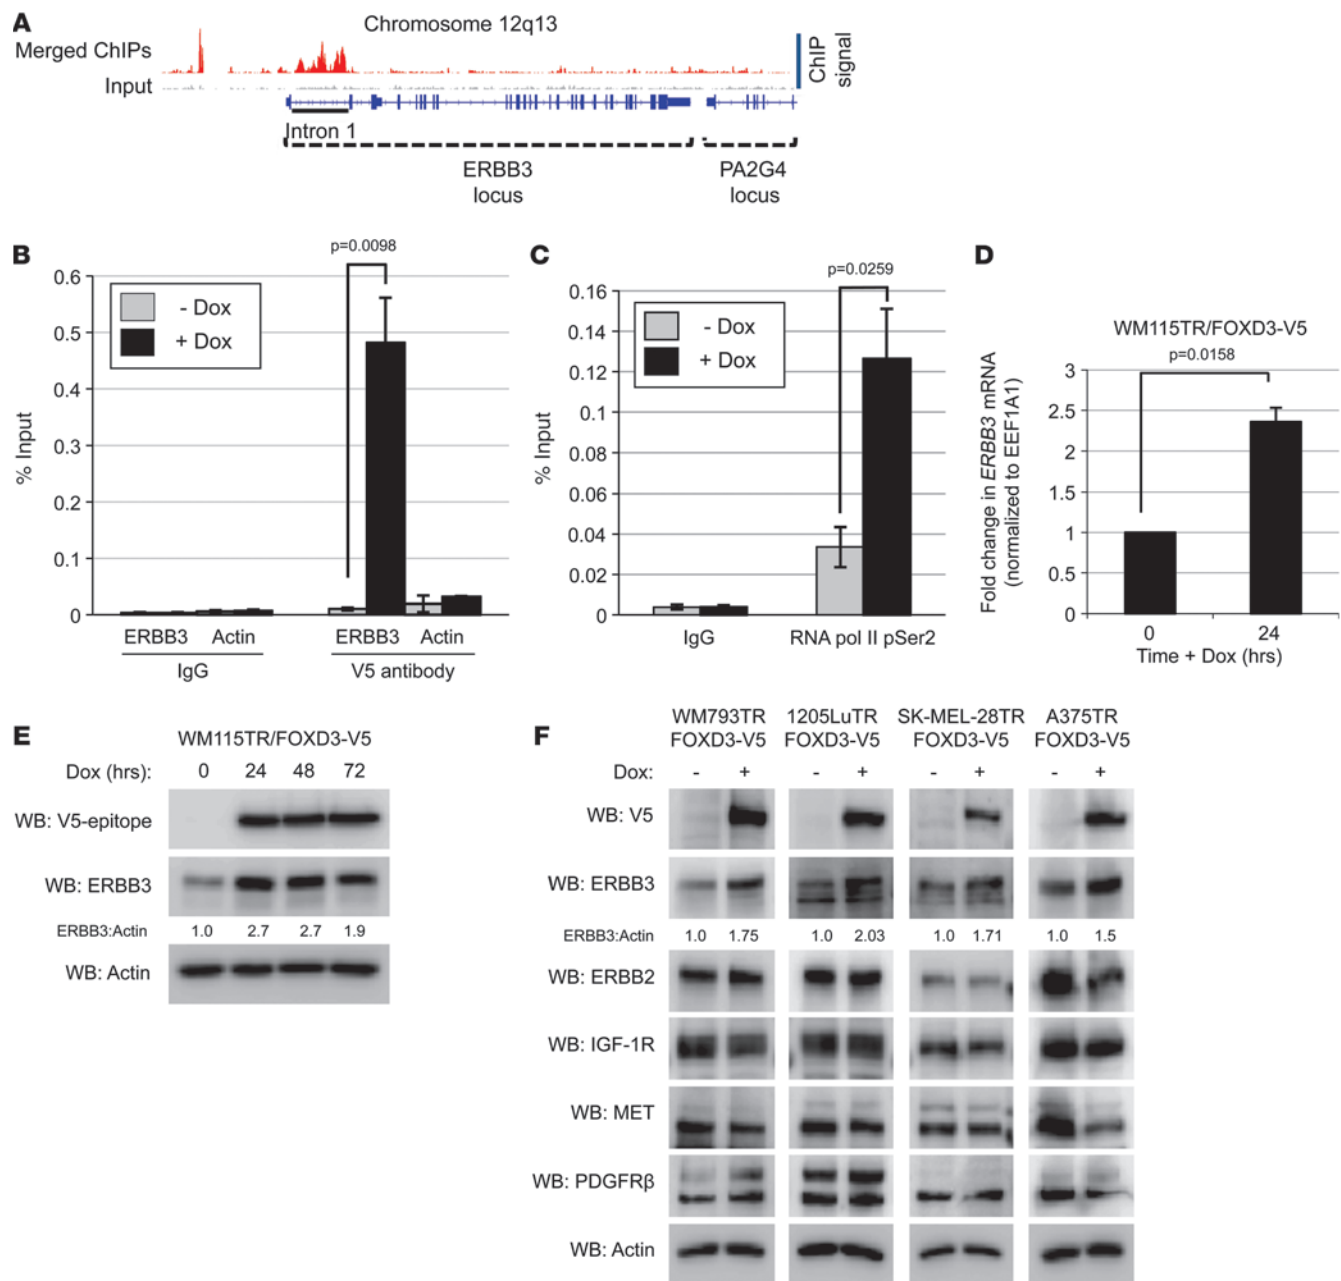 A
Chromosome 12q13
Merged ChIPs
Input
ChIP
signal
Intron 1
ERBB3
locus
PA2G4
locus
B
p=0.0098
% Input
0.6
0.5
0.4
0.3
0.2
0.1
0
- Dox
+ Dox
ERBB3 Actin ERBB3 Actin
IgG V5 antibody
C
p=0.0259
% Input
0.16
0.14
0.12
0.1
0.08
0.06
0.04
0.02
0
- Dox
+ Dox
IgG RNA pol II pSer2
D
WM115TR/FOXD3-V5
p=0.0158
Fold change in ERBB3 mRNA
(normalized to EEF1A1)
3
2.5
2
1.5
1
0.5
0
0 24
Time + Dox (hrs)
E
WM115TR/FOXD3-V5
Dox (hrs): 0 24 48 72
WB: V5-epitope
WB: ERBB3
ERBB3:Actin 1.0 2.7 2.7 1.9
WB: Actin
F
WM793TR 1205LuTR SK-MEL-28TR A375TR
FOXD3-V5 FOXD3-V5 FOXD3-V5 FOXD3-V5
Dox: - + - + - + - +
WB: V5
WB: ERBB3
ERBB3:Actin 1.0 1.75 1.0 2.03 1.0 1.71 1.0 1.5
WB: ERBB2
WB: IGF-1R
WB: MET
WB: PDGFRβ
WB: Actin